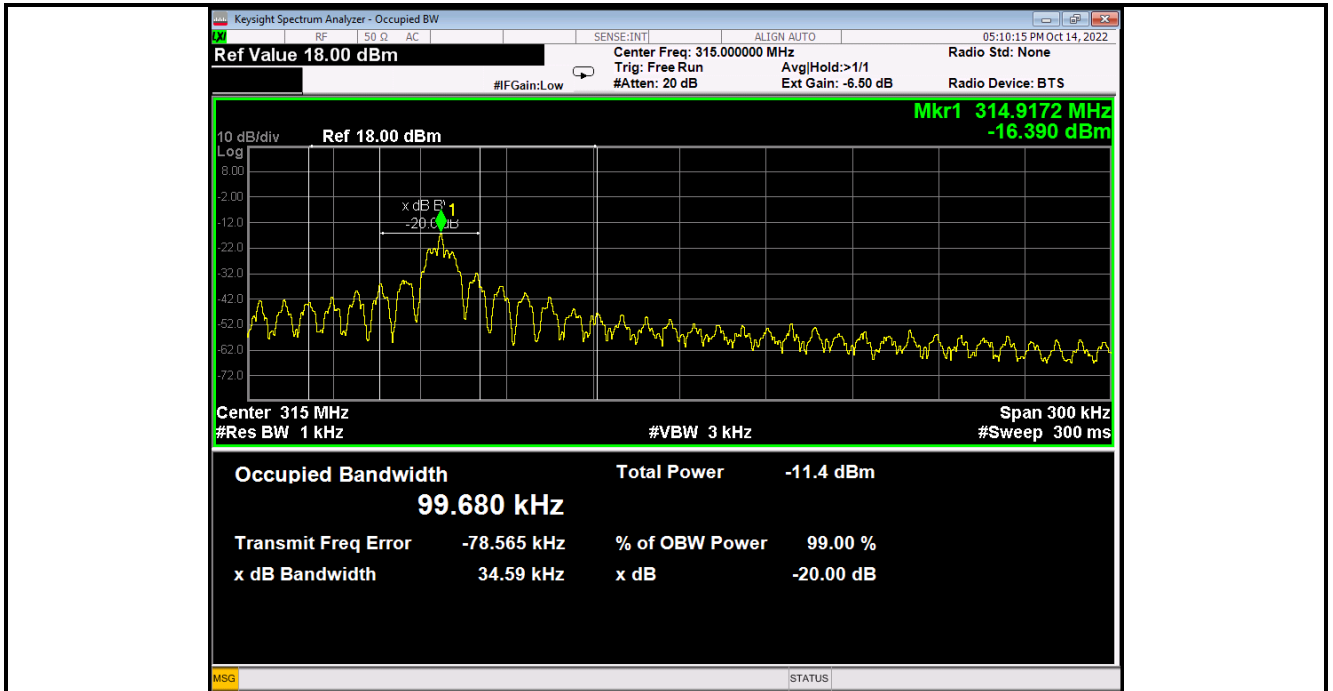 Keysight Spectrum Analyzer - Occupied BW
LXI RF 50 Ω AC SENSE:INT ALIGN AUTO 05:10:15 PM Oct 14, 2022
Ref Value 18.00 dBm Center Freq: 315.000000 MHz Radio Std: None
Trig: Free Run Avg|Hold:>1/1
#IFGain:Low #Atten: 20 dB Ext Gain: -6.50 dB Radio Device: BTS
Mkr1 314.9172 MHz
-16.390 dBm
10 dB/div Ref 18.00 dBm
Log
8.00
-2.00
x dB B 1
-12.0 -20.0 dB
-22.0
-32.0
-42.0
-52.0
-62.0
-72.0
Center 315 MHz Span 300 kHz
#Res BW 1 kHz #VBW 3 kHz #Sweep 300 ms
Occupied Bandwidth Total Power -11.4 dBm
99.680 kHz
Transmit Freq Error -78.565 kHz % of OBW Power 99.00 %
x dB Bandwidth 34.59 kHz x dB -20.00 dB
MSG STATUS